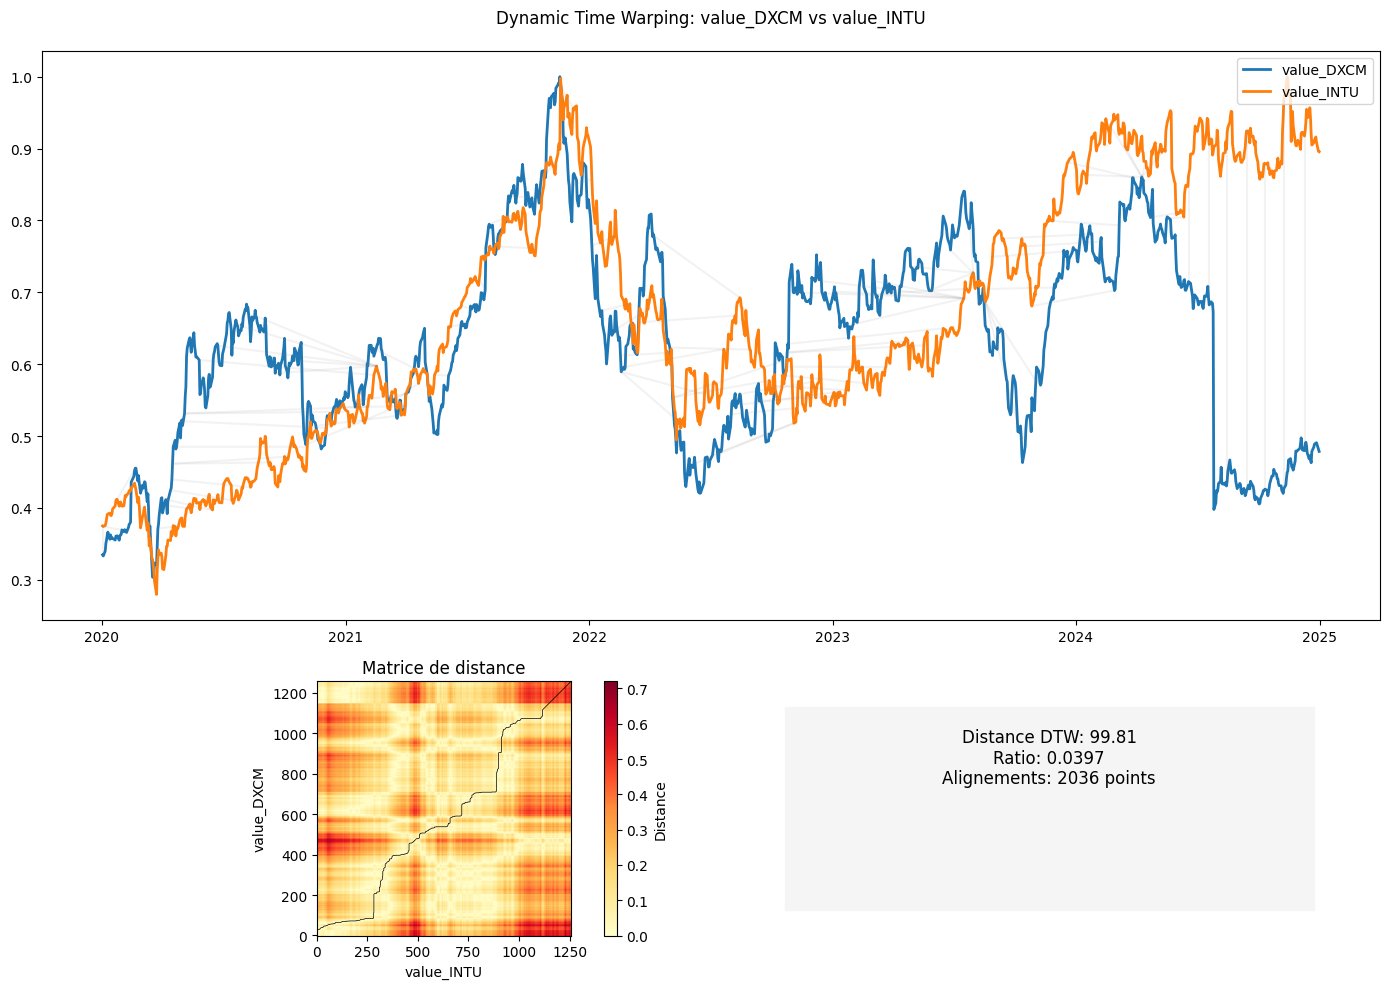 Dynamic Time Warping: value_DXCM vs value_INTU
value_DXCM
value_INTU
1.0
0.9
0.8
0.7
0.6
0.5
0.4
0.3
2020 2021 2022 2023 2024 2025
Matrice de distance
value_DXCM
1200
1000
800
600
400
200
0
0 250 500 750 1000 1250
value_INTU
0.7
0.6
0.5
0.4
0.3
0.2
0.1
0.0
Distance
Distance DTW: 99.81
Ratio: 0.0397
Alignements: 2036 points